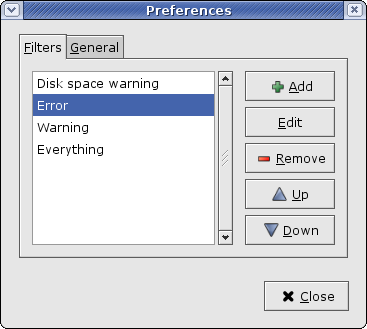 Preferences
Filters General
Disk space warning
Error
Warning
Everything
Add
Edit
Remove
Up
Down
Close